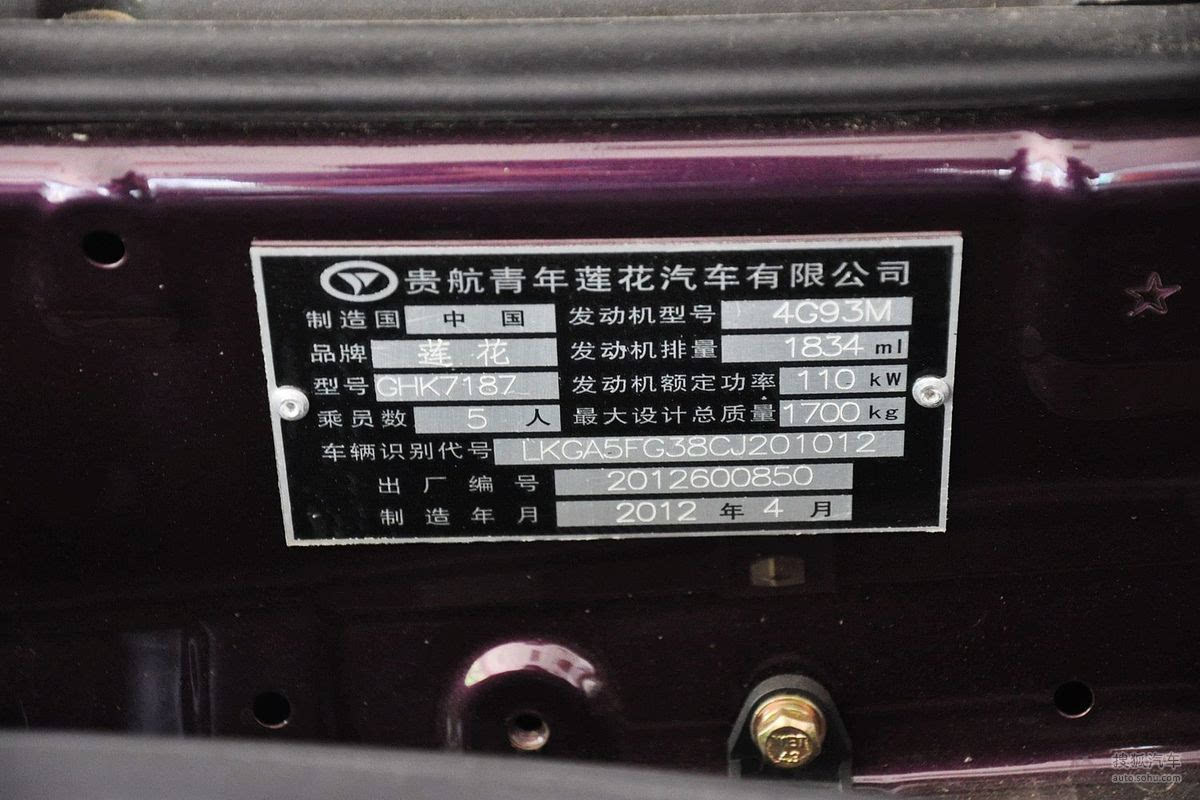 贵航青年莲花汽车有限公司
制造国 中 国 发动机型号 4G93M
品牌 莲 花 发动机排量 1834 ml
型号 GHK7187 发动机额定功率 110 kW
乘员数 5 人 最大设计总质量 1700 kg
车辆识别代号 LKGA5FG38CJ201012
出厂编号 2012600850
制造年月 2012 年 4 月
搜狐汽车
auto.sohu.com